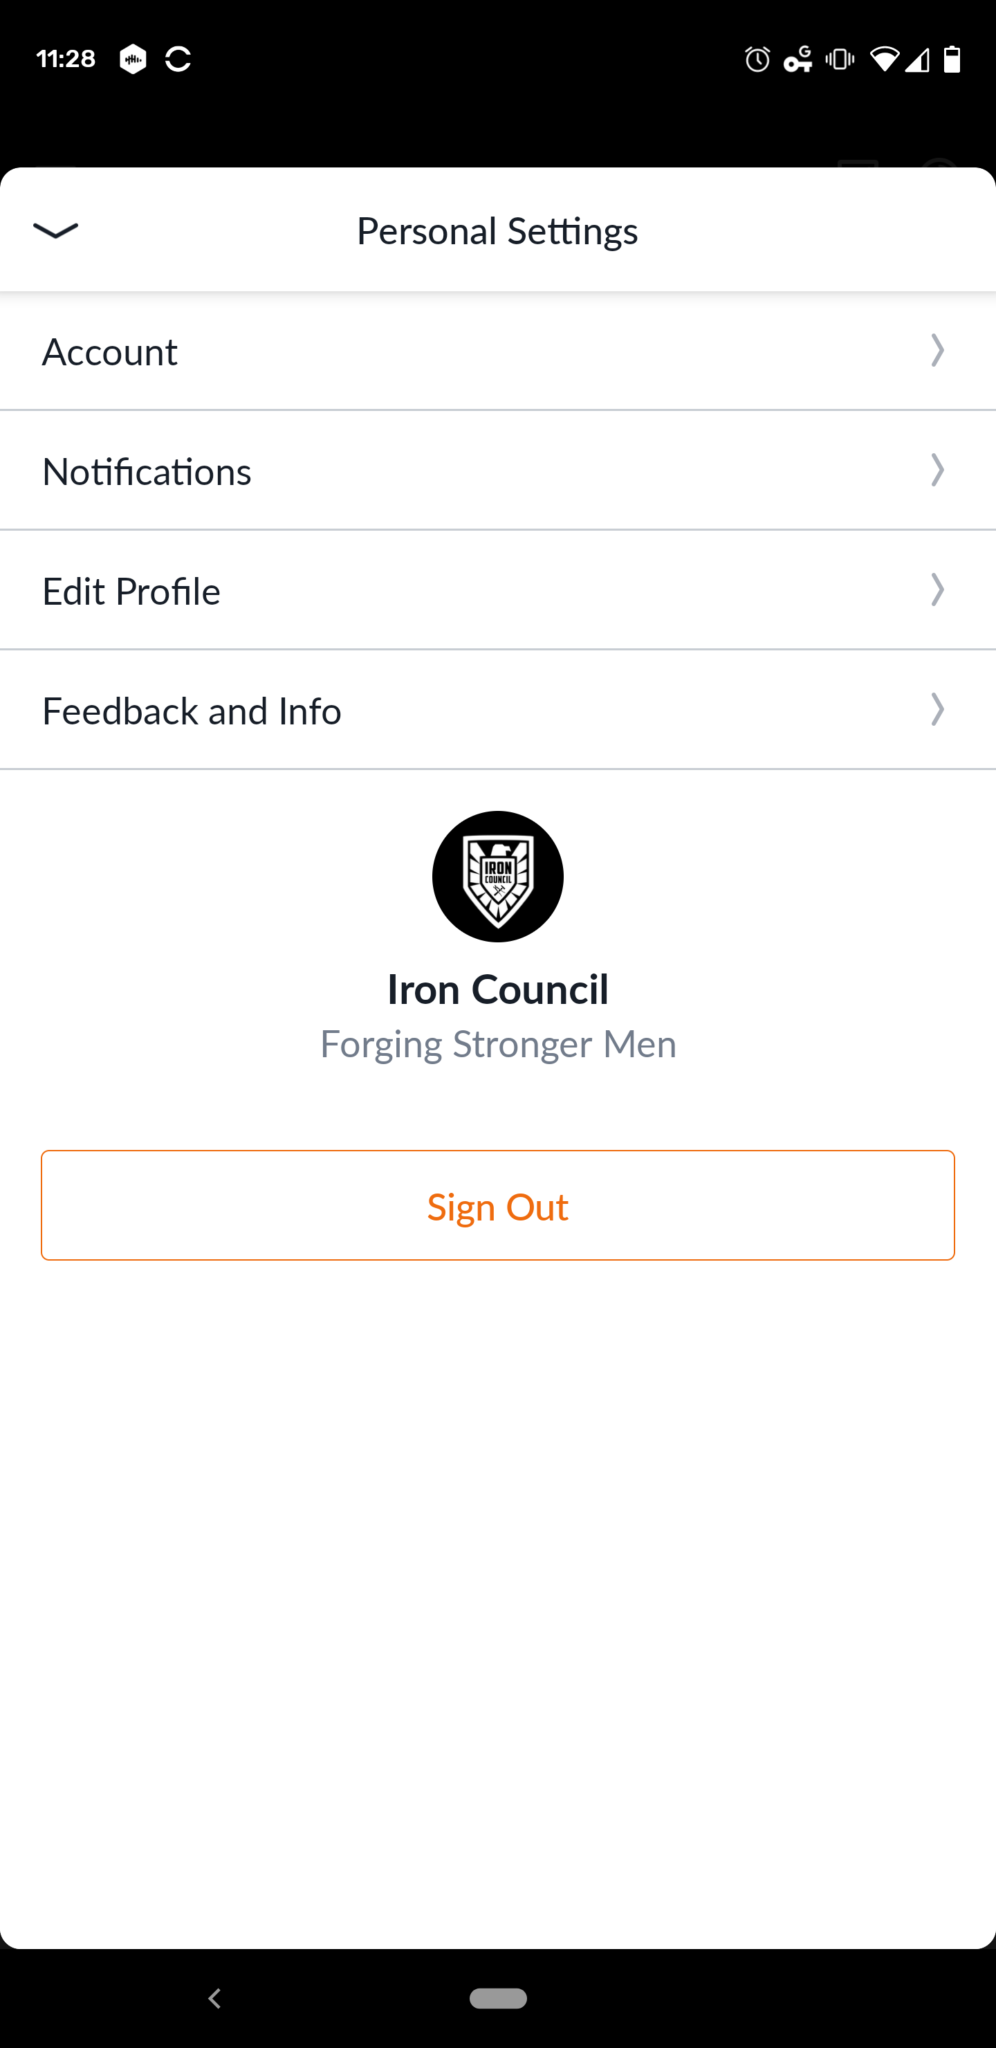 11:28
G
Personal Settings
Account
Notifications
Edit Profile
Feedback and Info
IRON
COUNCIL
Iron Council
Forging Stronger Men
Sign Out